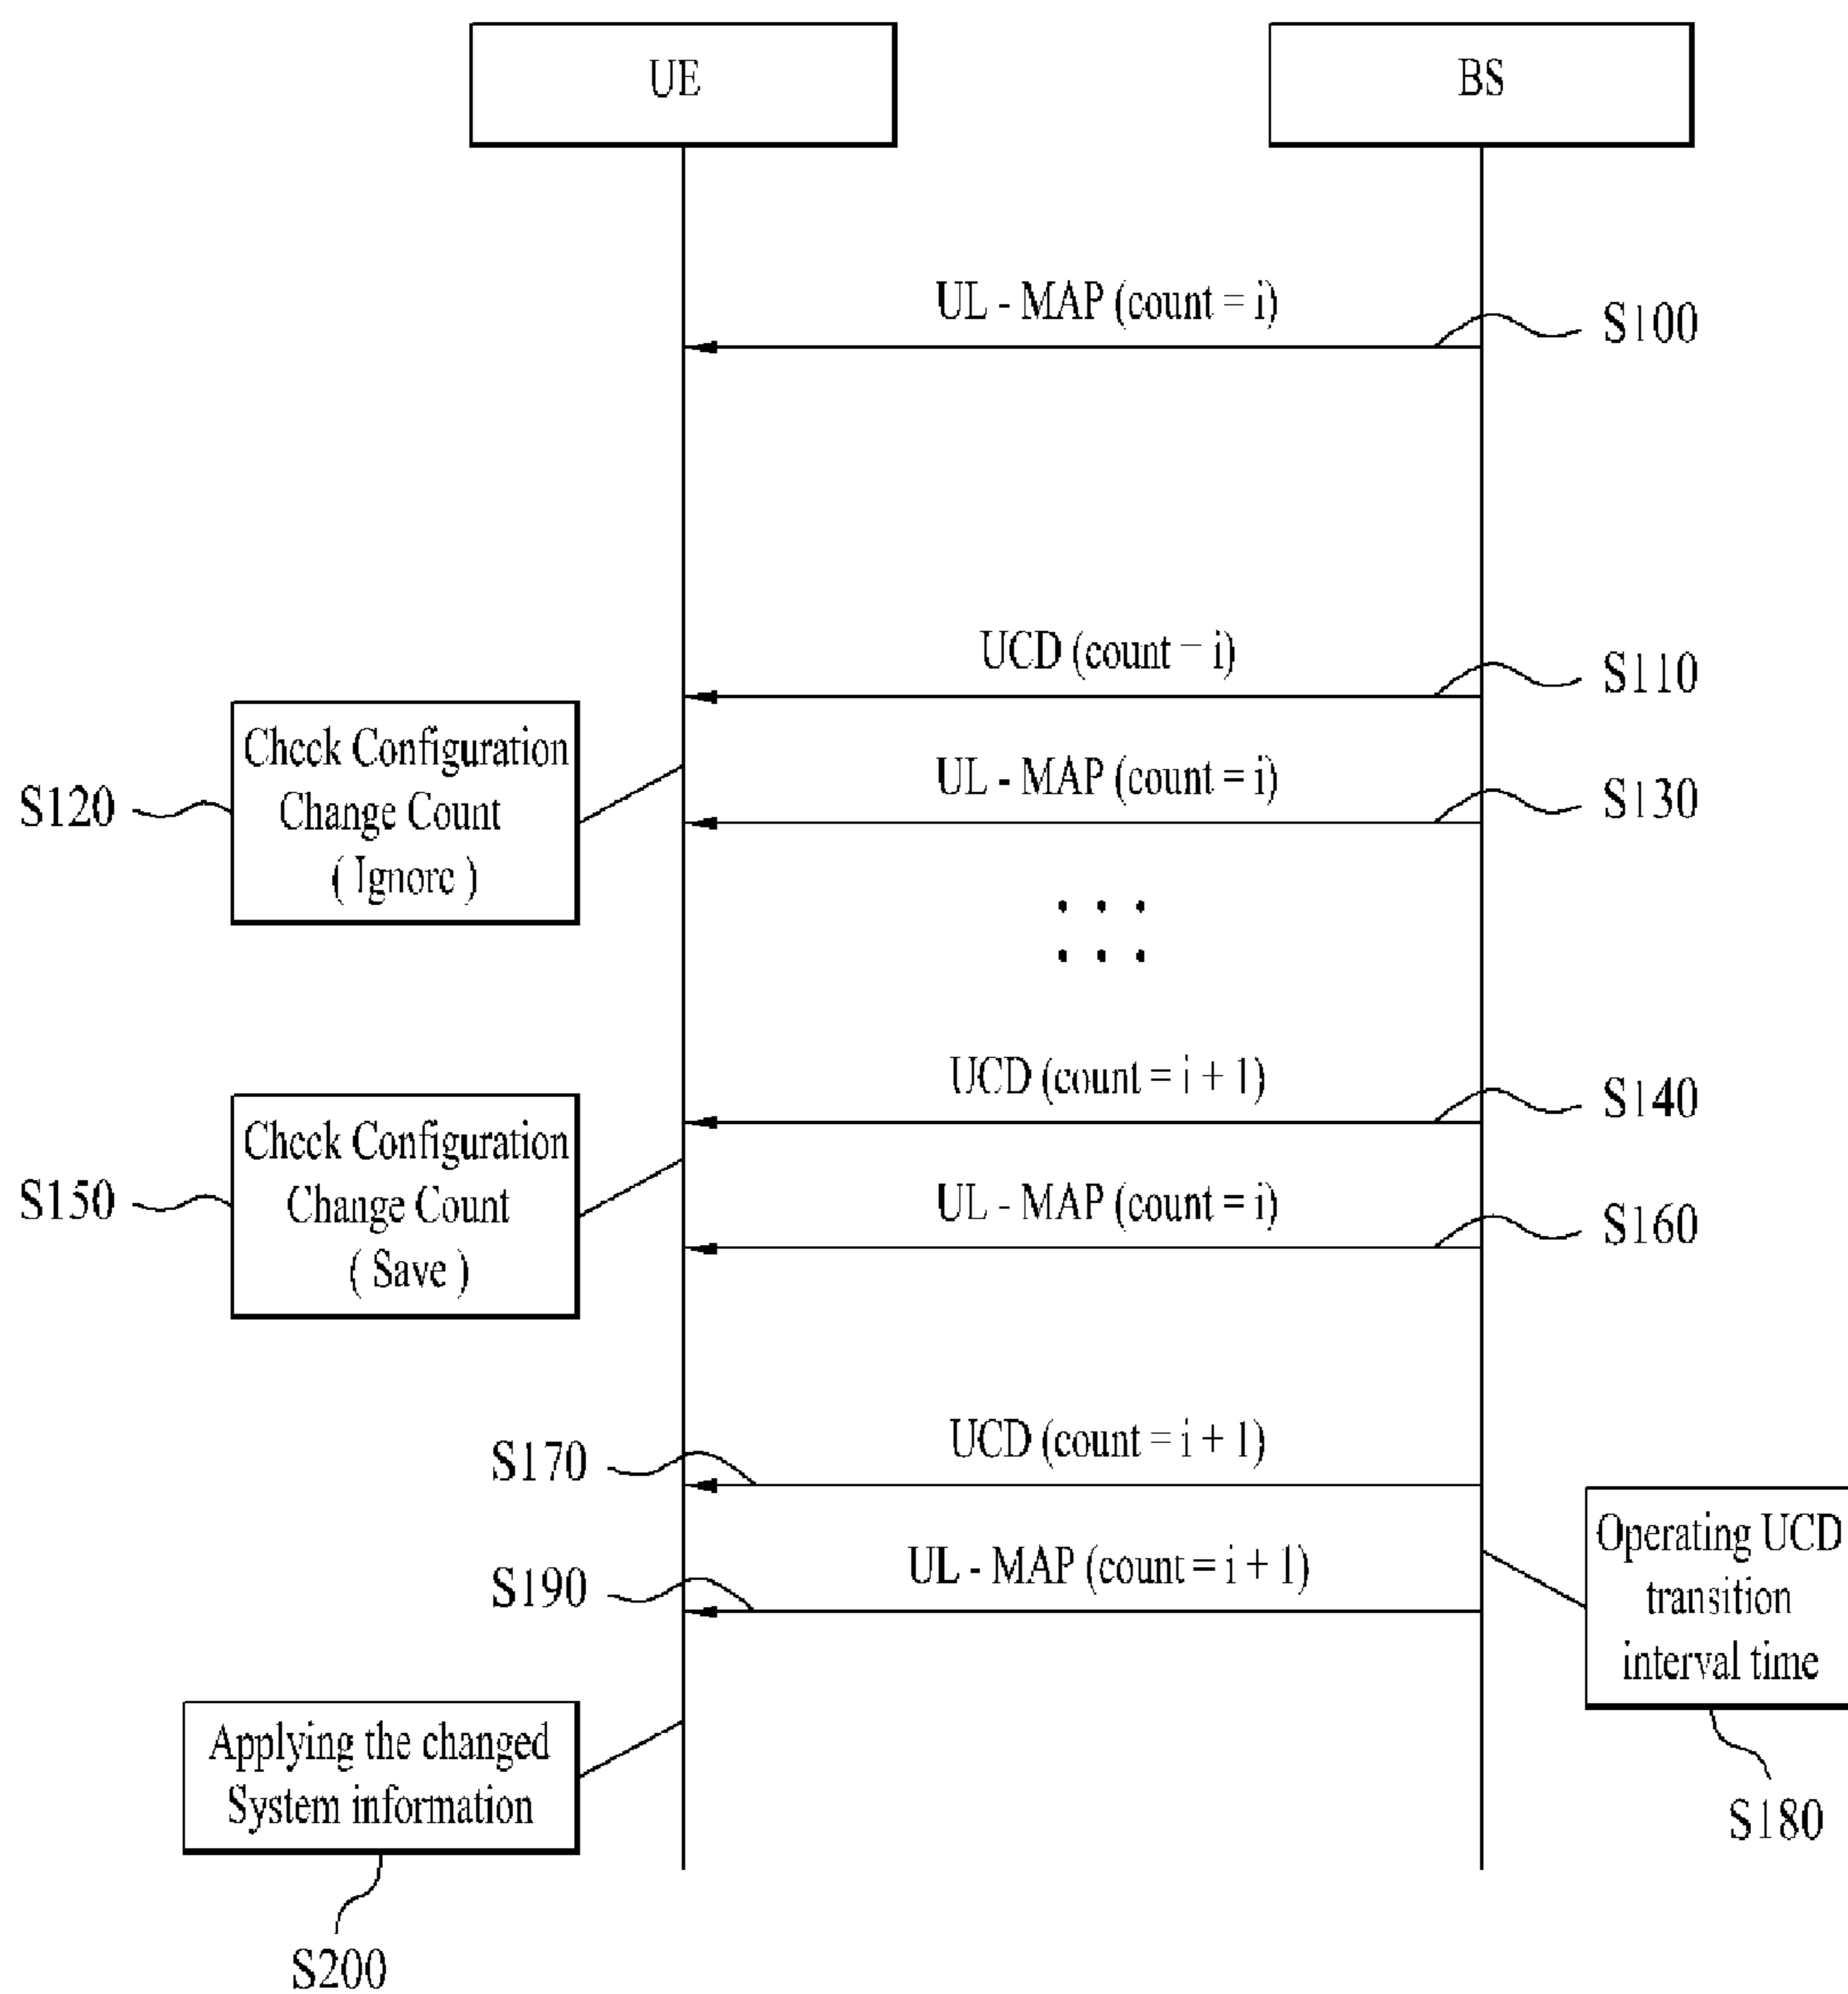 UE
BS
UL - MAP (count = i)
S100
UCD (count = i)
S110
Check Configuration
Change Count
( Ignore )
S120
UL - MAP (count = i)
S130
UCD (count = i + 1)
S140
Check Configuration
Change Count
( Save )
S150
UL - MAP (count = i)
S160
UCD (count = i + 1)
S170
Operating UCD
transition
interval time
S180
UL - MAP (count = i + 1)
S190
Applying the changed
System information
S200